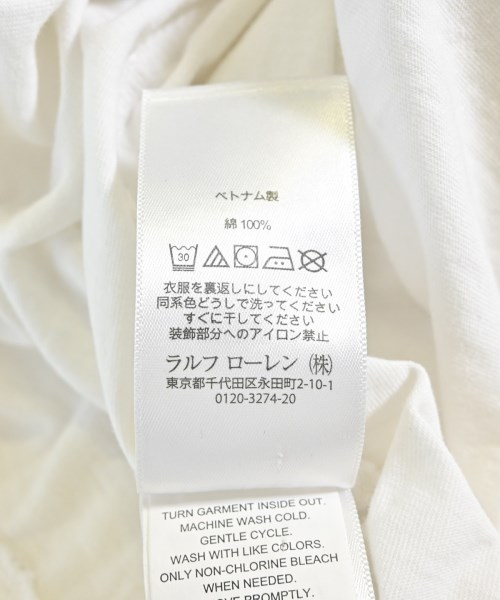 ベトナム製
綿 100%
30
衣服を裏返しにしてください
同系色どうしで洗ってください
すぐに干してください
装飾部分へのアイロン禁止
ラルフ ローレン (株)
東京都千代田区永田町2-10-1
0120-3274-20
TURN GARMENT INSIDE OUT.
MACHINE WASH COLD.
GENTLE CYCLE.
WASH WITH LIKE COLORS.
ONLY NON-CHLORINE BLEACH
WHEN NEEDED.
PROMPTLY.